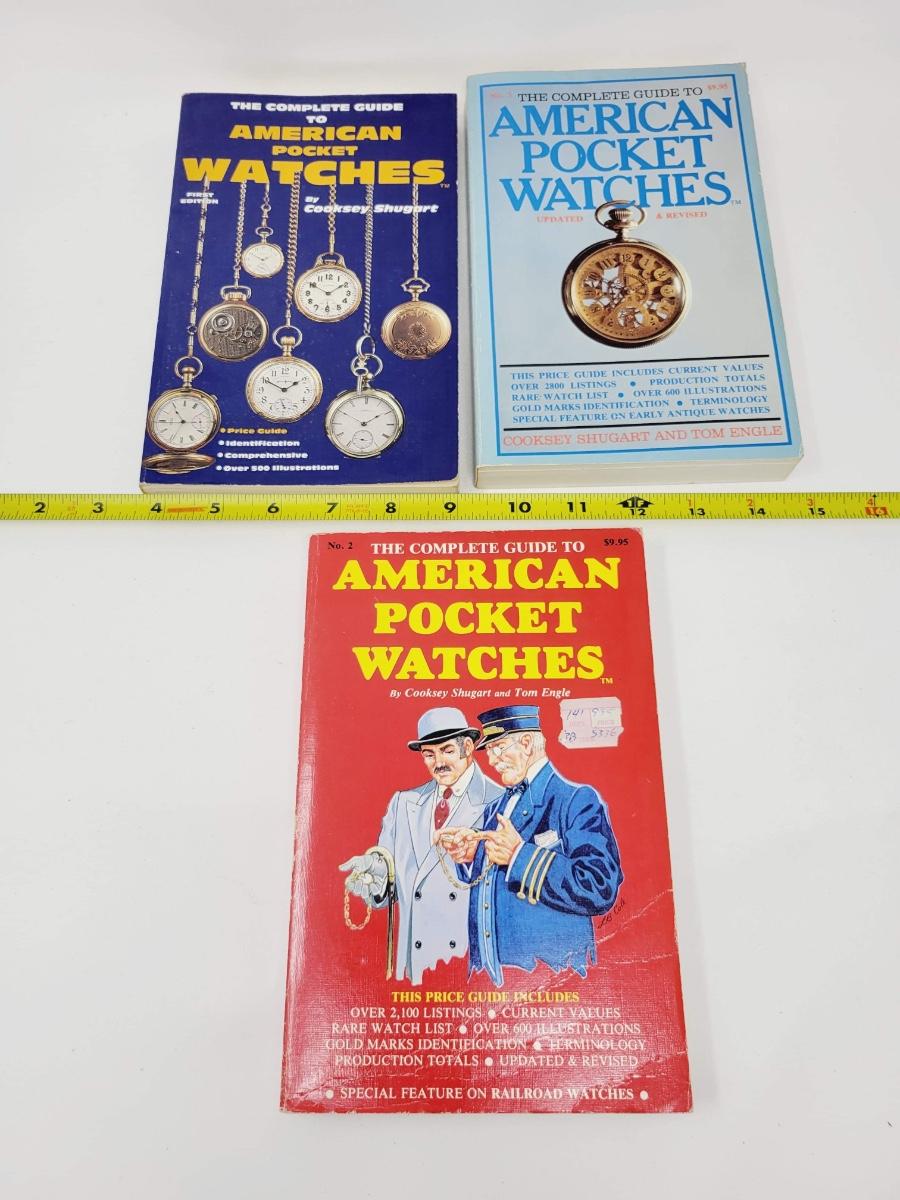 THE COMPLETE GUIDE
TO
AMERICAN
POCKET
WATCHES TM
FIRST
EDITION
By
Cooksey Shugart
• Price Guide
• Identification
• Comprehensive
• Over 500 Illustrations
$9.95
THE COMPLETE GUIDE TO
AMERICAN
POCKET
WATCHES TM
UPDATED & REVISED
THIS PRICE GUIDE INCLUDES CURRENT VALUES
OVER 2800 LISTINGS • PRODUCTION TOTALS
RARE WATCH LIST • OVER 600 ILLUSTRATIONS
GOLD MARKS IDENTIFICATION • TERMINOLOGY
SPECIAL FEATURE ON EARLY ANTIQUE WATCHES
COOKSEY SHUGART AND TOM ENGLE
2 3 4 5 6 7 8 9 10 11 12 13 14 15 16
No. 2 THE COMPLETE GUIDE TO $9.95
AMERICAN
POCKET
WATCHES TM
By Cooksey Shugart and Tom Engle
THIS PRICE GUIDE INCLUDES
OVER 2,100 LISTINGS • CURRENT VALUES
RARE WATCH LIST • OVER 600 ILLUSTRATIONS
GOLD MARKS IDENTIFICATION • TERMINOLOGY
PRODUCTION TOTALS • UPDATED & REVISED
• SPECIAL FEATURE ON RAILROAD WATCHES •